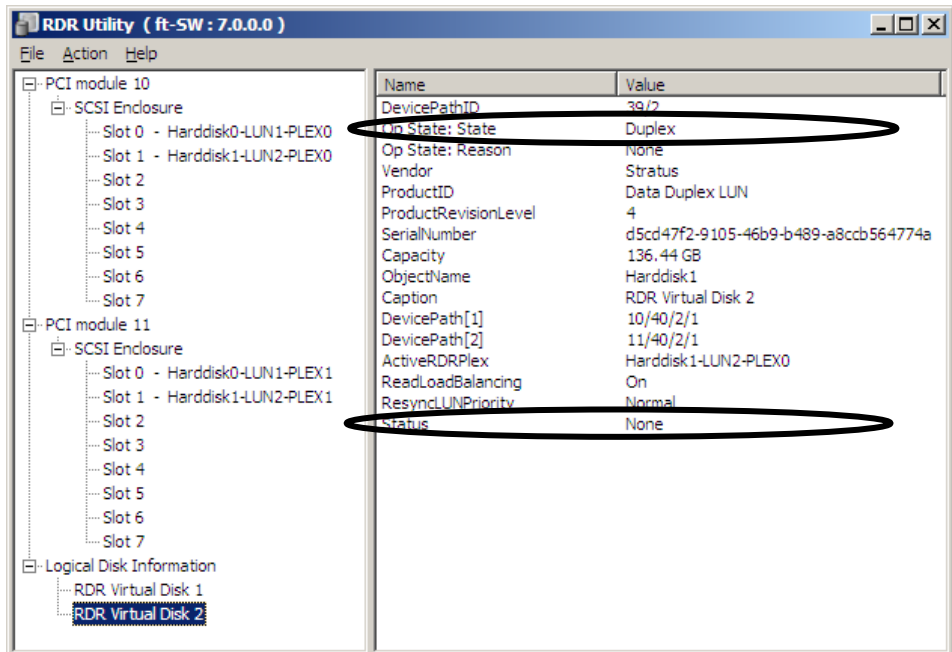 RDR Utility ( ft-SW : 7.0.0.0 )
File Action Help
PCI module 10
SCSI Enclosure
Slot 0 - Harddisk0-LUN1-PLEX0
Slot 1 - Harddisk1-LUN2-PLEX0
Slot 2
Slot 3
Slot 4
Slot 5
Slot 6
Slot 7
PCI module 11
SCSI Enclosure
Slot 0 - Harddisk0-LUN1-PLEX1
Slot 1 - Harddisk1-LUN2-PLEX1
Slot 2
Slot 3
Slot 4
Slot 5
Slot 6
Slot 7
Logical Disk Information
RDR Virtual Disk 1
RDR Virtual Disk 2
Name Value
DevicePathID 39/2
Op State: State Duplex
Op State: Reason None
Vendor Stratus
ProductID Data Duplex LUN
ProductRevisionLevel 4
SerialNumber d5cd47f2-9105-46b9-b489-a8ccb564774a
Capacity 136.44 GB
ObjectName Harddisk1
Caption RDR Virtual Disk 2
DevicePath[1] 10/40/2/1
DevicePath[2] 11/40/2/1
ActiveRDRPlex Harddisk1-LUN2-PLEX0
ReadLoadBalancing On
ResyncLUNPriority Normal
Status None